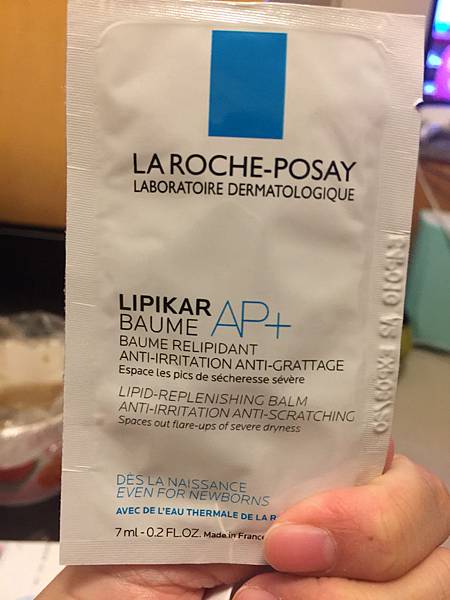 LA ROCHE-POSAY
LABORATOIRE DERMATOLOGIQUE
LIPIKAR
BAUME AP+
BAUME RELIPIDANT
ANTI-IRRITATION ANTI-GRATTAGE
Espace les pics de sécheresse sévère
LIPID-REPLENISHING BALM
ANTI-IRRITATION ANTI-SCRATCHING
Spaces out flare-ups of severe dryness
DÈS LA NAISSANCE
EVEN FOR NEWBORNS
AVEC DE L'EAU THERMALE DE LA R
7 ml - 0.2 FL.OZ. Made in France